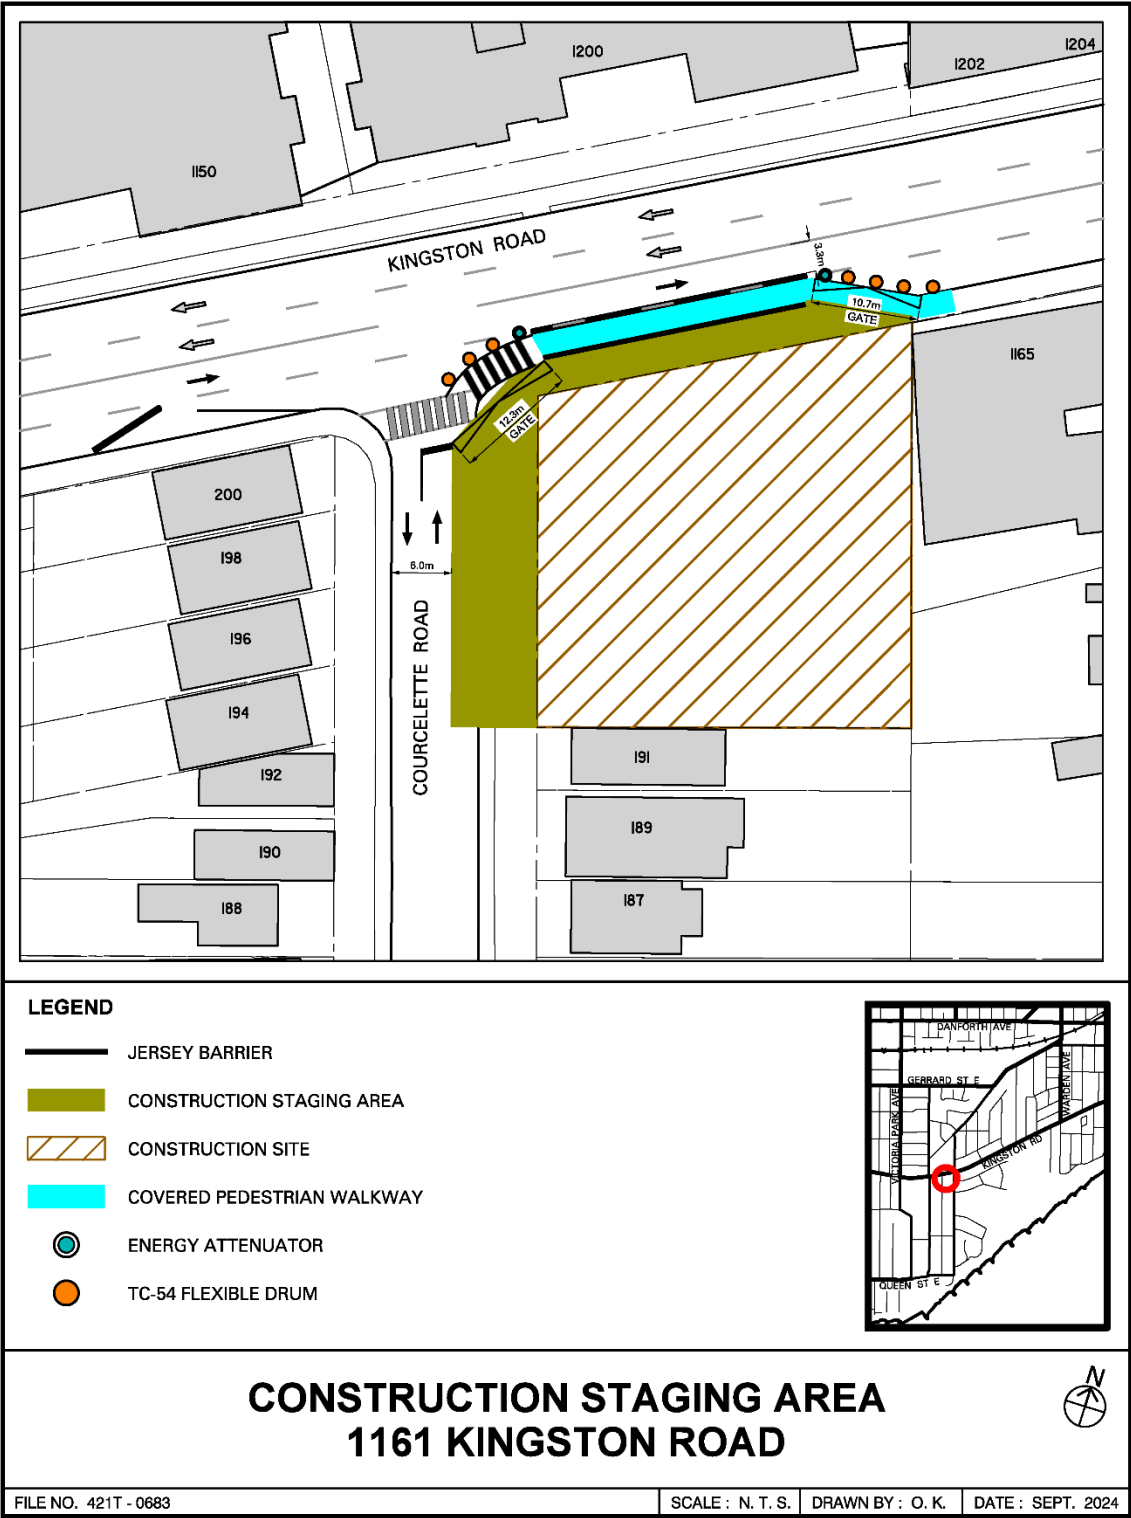 1200
1204
1202
1150
KINGSTON ROAD
3.3m
10.7m
GATE
1165
12.3m
GATE
200
198
6.0m
196
COURCELETTE ROAD
194
191
192
189
190
187
188
LEGEND
JERSEY BARRIER
CONSTRUCTION STAGING AREA
CONSTRUCTION SITE
COVERED PEDESTRIAN WALKWAY
ENERGY ATTENUATOR
TC-54 FLEXIBLE DRUM
DANFORTH AVE
GERRARD ST E
VICTORIA PARK AVE
WARDEN AVE
KINGSTON RD
QUEEN ST E
CONSTRUCTION STAGING AREA
1161 KINGSTON ROAD
N
FILE NO. 421T - 0683
SCALE : N. T. S.
DRAWN BY : O. K.
DATE : SEPT. 2024